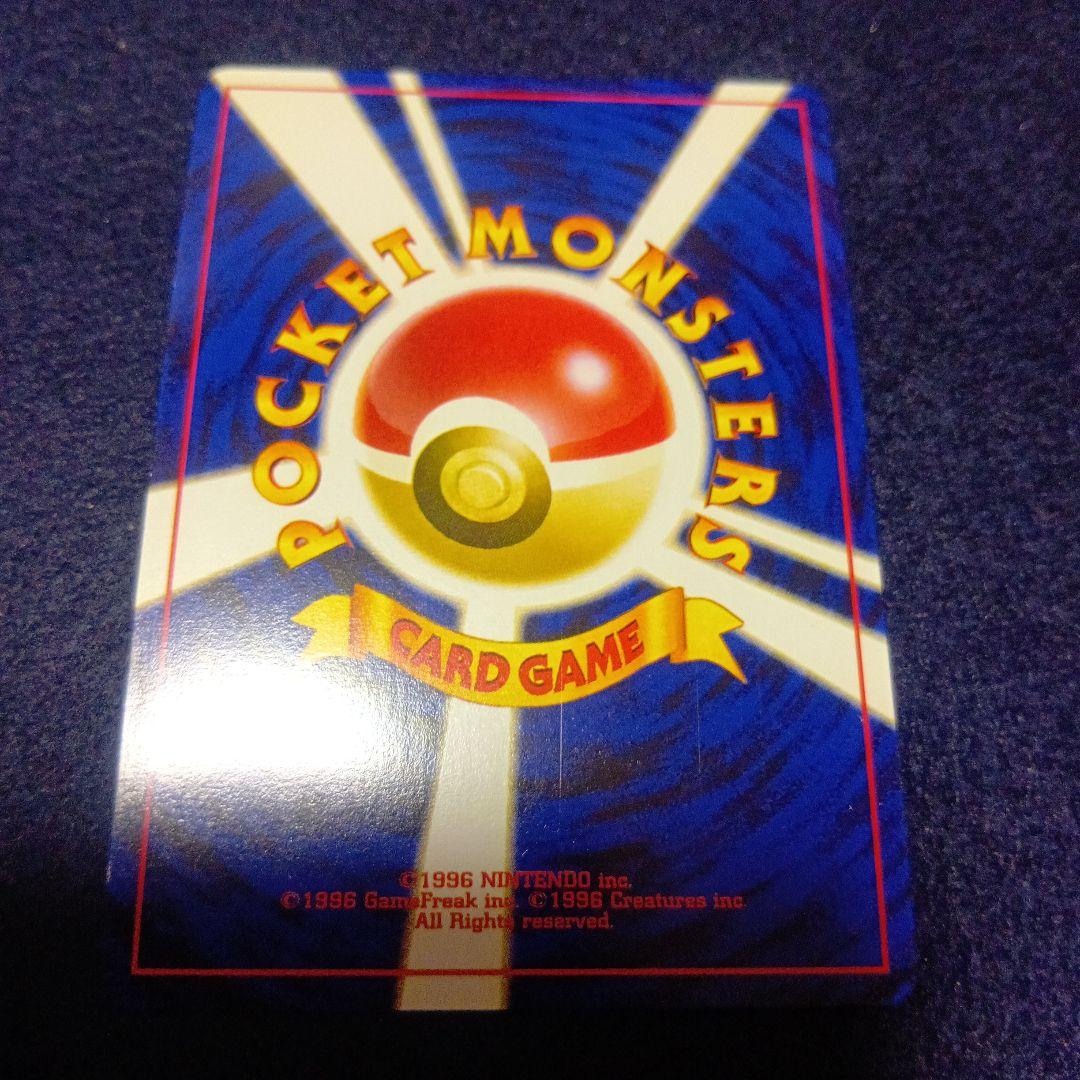 POCKET MONSTERS
CARD GAME
©1996 NINTENDO inc.
©1996 GameFreak inc. ©1996 Creatures inc.
All Rights reserved.